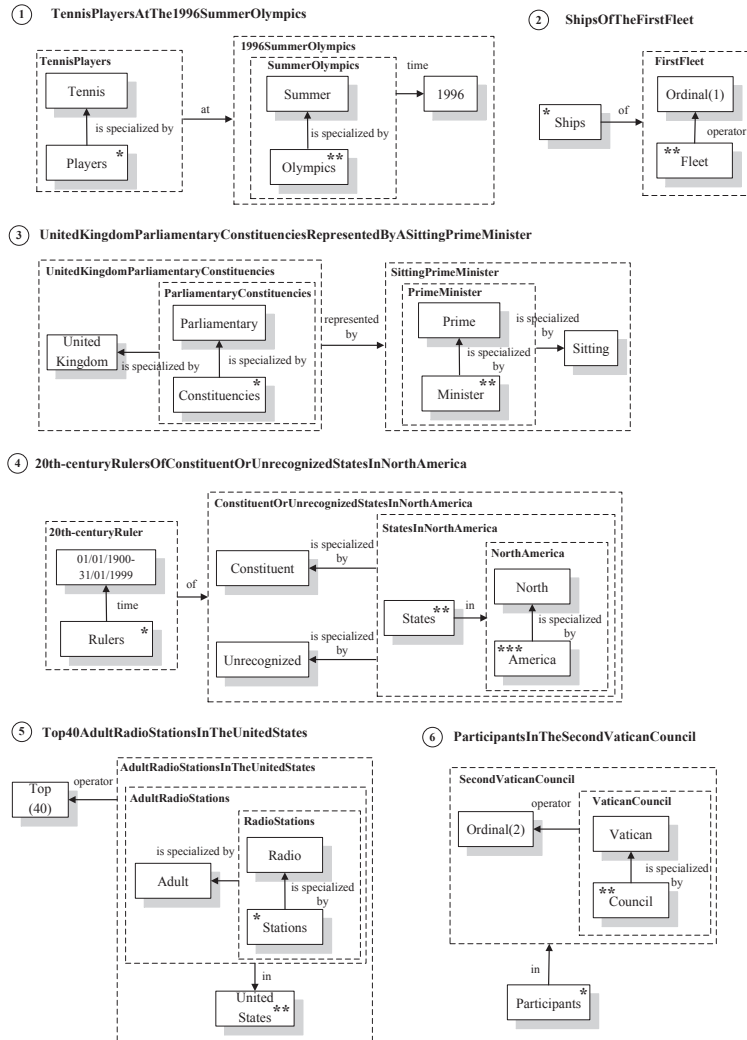 1 TennisPlayersAtThe1996SummerOlympics
TennisPlayers
Tennis
is specialized by
Players *
at
1996SummerOlympics
SummerOlympics
Summer
is specialized by
Olympics **
time
1996
2 ShipsOfTheFirstFleet
* Ships
of
FirstFleet
Ordinal(1)
operator
** Fleet
3 UnitedKingdomParliamentaryConstituenciesRepresentedByASittingPrimeMinister
UnitedKingdomParliamentaryConstituencies
ParliamentaryConstituencies
Parliamentary
United
Kingdom
is specialized by
is specialized by
Constituencies *
represented
by
SittingPrimeMinister
PrimeMinister
Prime
is specialized
by
Sitting
is specialized
by
Minister **
4 20th-centuryRulersOfConstituentOrUnrecognizedStatesInNorthAmerica
20th-centuryRuler
01/01/1900-
31/01/1999
time
Rulers *
of
ConstituentOrUnrecognizedStatesInNorthAmerica
Constituent
is specialized
by
Unrecognized
is specialized
by
StatesInNorthAmerica
States **
in
NorthAmerica
North
is specialized
by
*** America
5 Top40AdultRadioStationsInTheUnitedStates
Top
(40)
operator
AdultRadioStationsInTheUnitedStates
AdultRadioStations
RadioStations
is specialized by
Adult
Radio
is specialized
by
* Stations
in
United
States **
6 ParticipantsInTheSecondVaticanCouncil
SecondVaticanCouncil
VaticanCouncil
operator
Ordinal(2)
Vatican
is specialized
by
** Council
in
Participants *